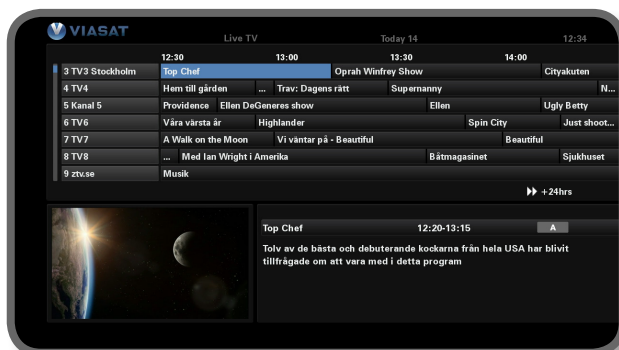 VIASAT
Live TV Today 14 12:34
12:30 13:00 13:30 14:00
3 TV3 Stockholm Top Chef Oprah Winfrey Show Cityakuten
4 TV4 Hem till gården ... Trav: Dagens rätt Supernanny N...
5 Kanal 5 Providence Ellen DeGeneres show Ellen Ugly Betty
6 TV6 Våra värsta år Highlander Spin City Just shoot...
7 TV7 A Walk on the Moon Vi väntar på - Beautiful Beautiful
8 TV8 ... Med Ian Wright i Amerika Båtmagasinet Sjukhuset
9 ztv.se Musik
+24hrs
Top Chef 12:20-13:15 A
Tolv av de bästa och debuterande kockarna från hela USA har blivit
tillfrågade om att vara med i detta program